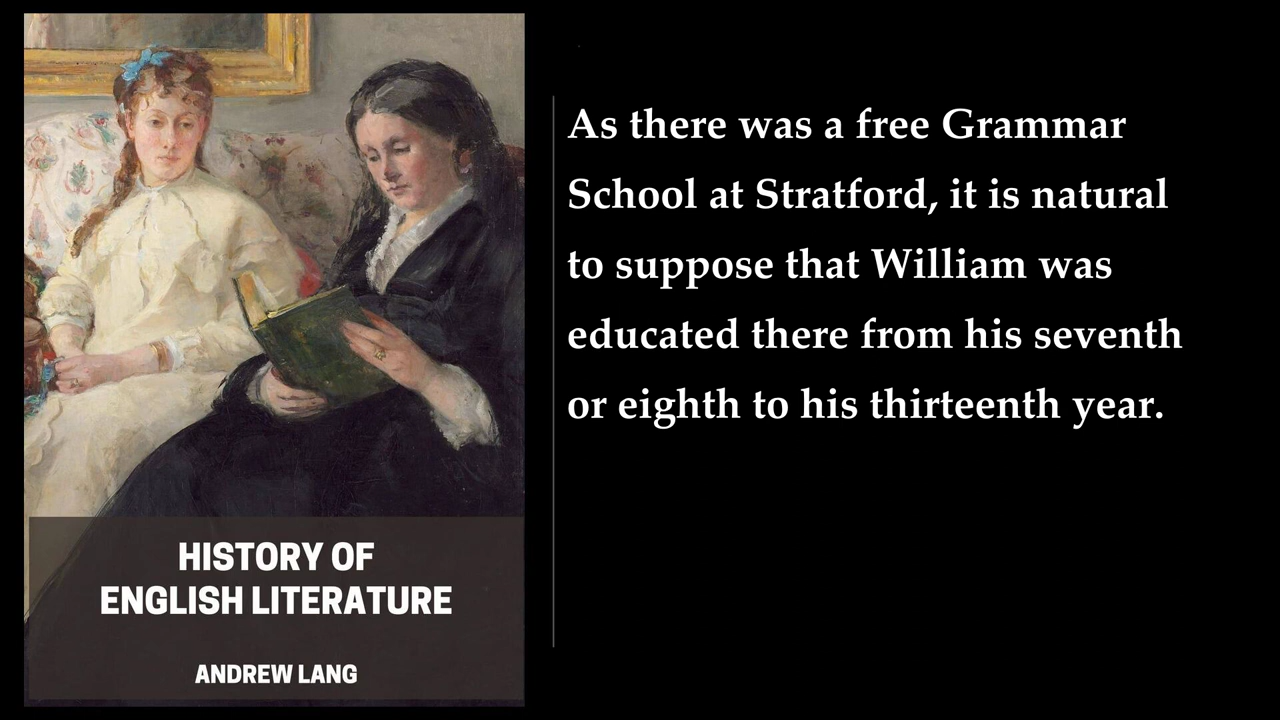 HISTORY OF
ENGLISH LITERATURE
ANDREW LANG
As there was a free Grammar
School at Stratford, it is natural
to suppose that William was
educated there from his seventh
or eighth to his thirteenth year.